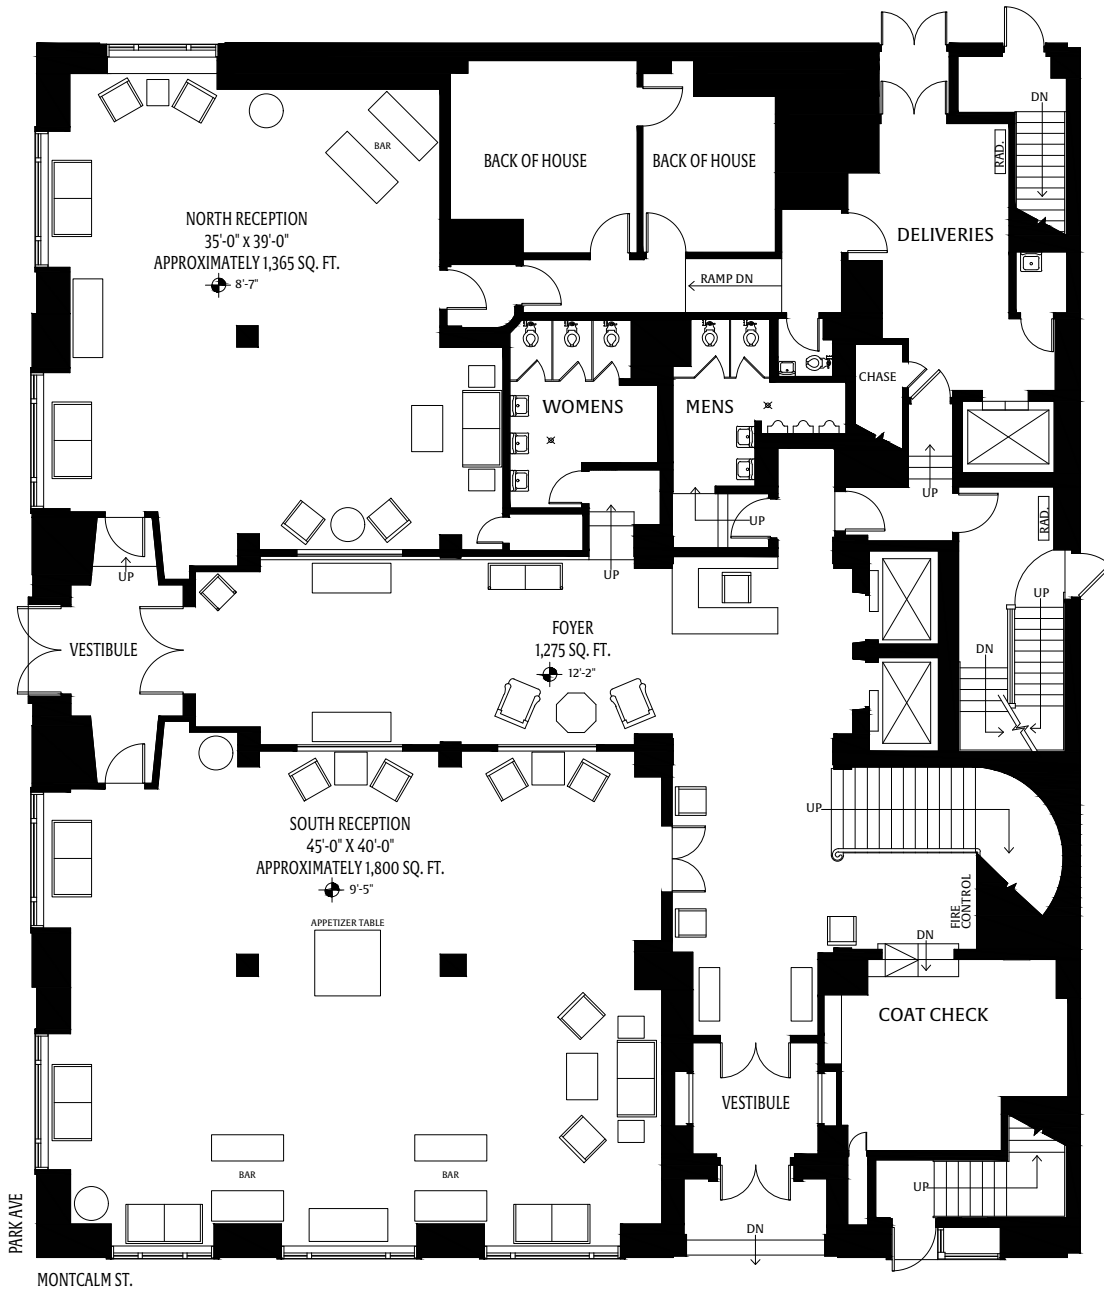 DN
RAD.
BAR
BACK OF HOUSE
BACK OF HOUSE
NORTH RECEPTION
35'-0" x 39'-0"
APPROXIMATELY 1,365 SQ. FT.
8'-7"
DELIVERIES
RAMP DN
CHASE
WOMENS
MENS
UP
RAD.
UP
UP
UP
UP
DN
VESTIBULE
FOYER
1,275 SQ. FT.
12'-2"
UP
SOUTH RECEPTION
45'-0" X 40'-0"
APPROXIMATELY 1,800 SQ. FT.
9'-5"
APPETIZER TABLE
FIRE
CONTROL
DN
COAT CHECK
VESTIBULE
BAR
BAR
UP
DN
PARK AVE
MONTCALM ST.